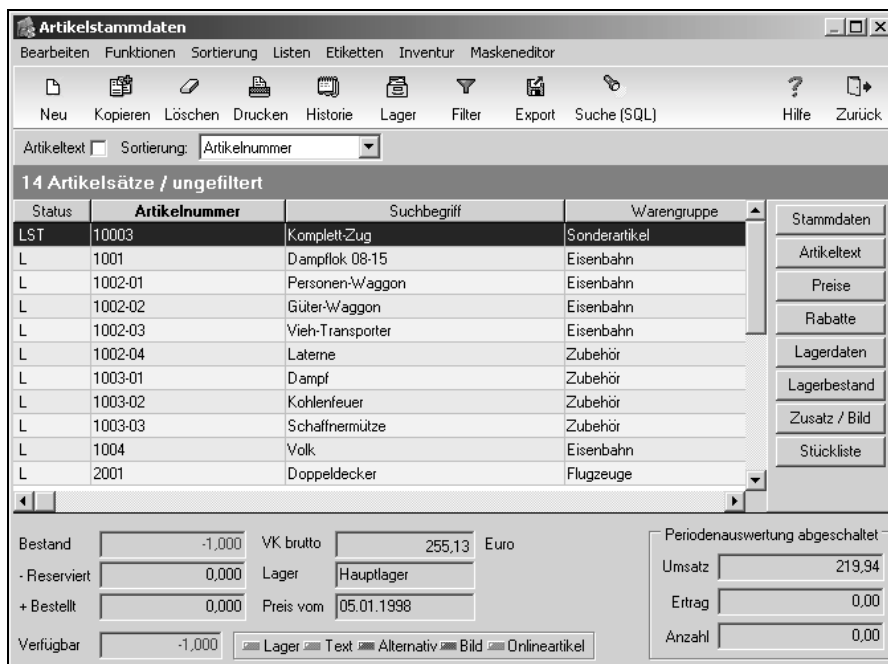 Artikelstammdaten
Bearbeiten Funktionen Sortierung Listen Etiketten Inventur Maskeneditor
Neu Kopieren Löschen Drucken Historie Lager Filter Export Suche (SQL) Hilfe Zurück
Artikeltext Sortierung: Artikelnummer
14 Artikelsätze / ungefiltert
Status Artikelnummer Suchbegriff Warengruppe
LST 10003 Komplett-Zug Sonderartikel
L 1001 Dampflok 08-15 Eisenbahn
L 1002-01 Personen-Waggon Eisenbahn
L 1002-02 Güter-Waggon Eisenbahn
L 1002-03 Vieh-Transporter Eisenbahn
L 1002-04 Laterne Zubehör
L 1003-01 Dampf Zubehör
L 1003-02 Kohlenfeuer Zubehör
L 1003-03 Schaffnermütze Zubehör
L 1004 Volk Eisenbahn
L 2001 Doppeldecker Flugzeuge
Stammdaten
Artikeltext
Preise
Rabatte
Lagerdaten
Lagerbestand
Zusatz / Bild
Stückliste
Bestand -1,000 VK brutto 255,13 Euro
- Reserviert 0,000 Lager Hauptlager
+ Bestellt 0,000 Preis vom 05.01.1998
Verfügbar -1,000 Lager Text Alternativ Bild Onlineartikel
Periodenauswertung abgeschaltet
Umsatz 219,94
Ertrag 0,00
Anzahl 0,00